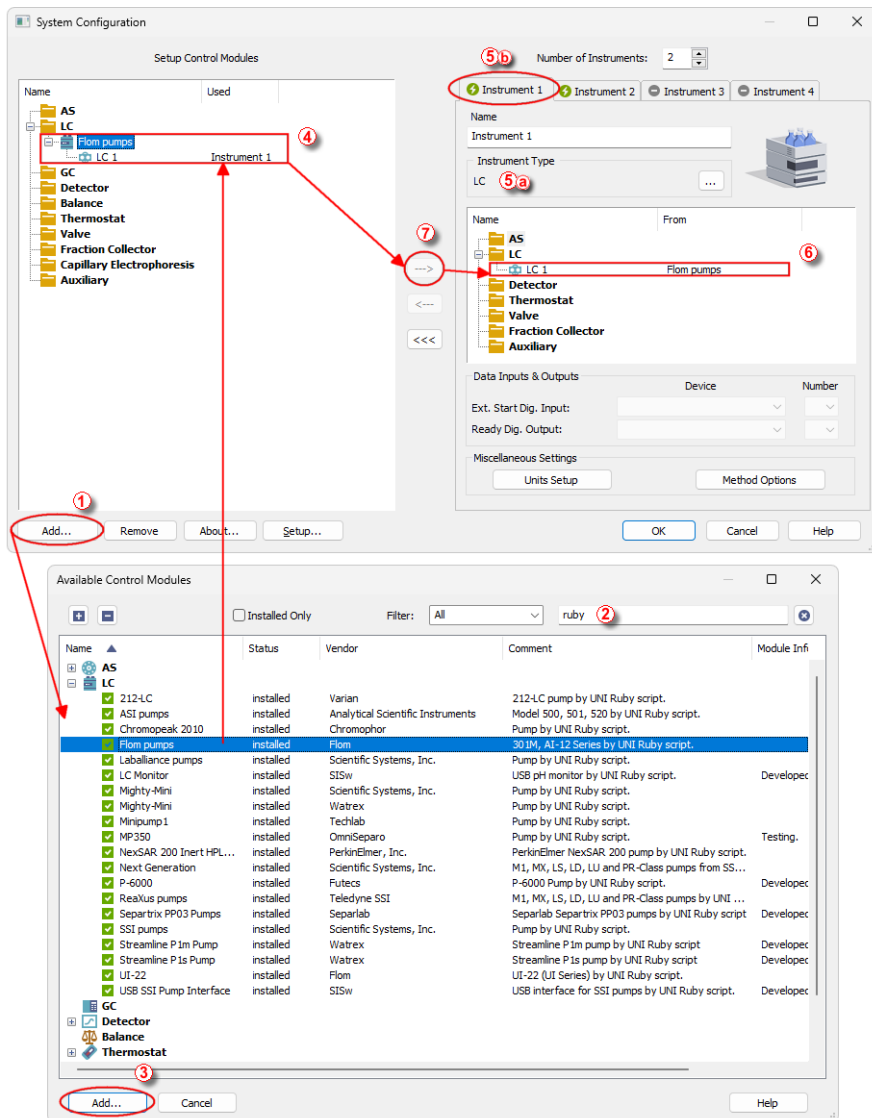 System Configuration
Setup Control Modules
Name Used
AS
LC
Flom pumps
LC 1 Instrument 1
GC
Detector
Balance
Thermostat
Valve
Fraction Collector
Capillary Electrophoresis
Auxiliary
④
①
Add... Remove About... Setup...
⑦
--->
<---
<<<
⑤b Number of Instruments: 2
Instrument 1 Instrument 2 Instrument 3 Instrument 4
Name
Instrument 1
Instrument Type
LC ⑤a ...
Name From
AS
LC
LC 1 Flom pumps
⑥
Detector
Thermostat
Valve
Fraction Collector
Auxiliary
Data Inputs & Outputs
Device Number
Ext. Start Dig. Input:
Ready Dig. Output:
Miscellaneous Settings
Units Setup Method Options
OK Cancel Help
Available Control Modules
Installed Only Filter: All ruby ②
Name Status Vendor Comment Module Info
AS
LC
212-LC installed Varian 212-LC pump by UNI Ruby script.
ASI pumps installed Analytical Scientific Instruments Model 500, 501, 520 by UNI Ruby script.
Chromopeak 2010 installed Chromophor Pump by UNI Ruby script.
Flom pumps installed Flom 301M, AI-12 Series by UNI Ruby script.
Laballiance pumps installed Scientific Systems, Inc. Pump by UNI Ruby script.
LC Monitor installed SISw USB pH monitor by UNI Ruby script. Developed
Mighty-Mini installed Scientific Systems, Inc. Pump by UNI Ruby script.
Mighty-Mini installed Watrex Pump by UNI Ruby script.
Minipump1 installed Techlab Pump by UNI Ruby script.
MP350 installed OmniSeparo Pump by UNI Ruby script. Testing.
NexSAR 200 Inert HPL... installed PerkinElmer, Inc. PerkinElmer NexSAR 200 pump by UNI Ruby script.
Next Generation installed Scientific Systems, Inc. M1, MX, LS, LD, LU and PR-Class pumps from SS...
P-6000 installed Futecs P-6000 Pump by UNI Ruby script. Developed
ReaXus pumps installed Teledyne SSI M1, MX, LS, LD, LU and PR-Class pumps by UNI ...
Separtrix PP03 Pumps installed Separlab Separlab Separtrix PP03 pumps by UNI Ruby script Developed
SSI pumps installed Scientific Systems, Inc. Pump by UNI Ruby script.
Streamline P1m Pump installed Watrex Streamline P1m pump by UNI Ruby script Developed
Streamline P1s Pump installed Watrex Streamline P1s pump by UNI Ruby script Developed
UI-22 installed Flom UI-22 (UI Series) by UNI Ruby script.
USB SSI Pump Interface installed SISw USB interface for SSI pumps by UNI Ruby script. Developed
GC
Detector
Balance
Thermostat
③
Add... Cancel Help